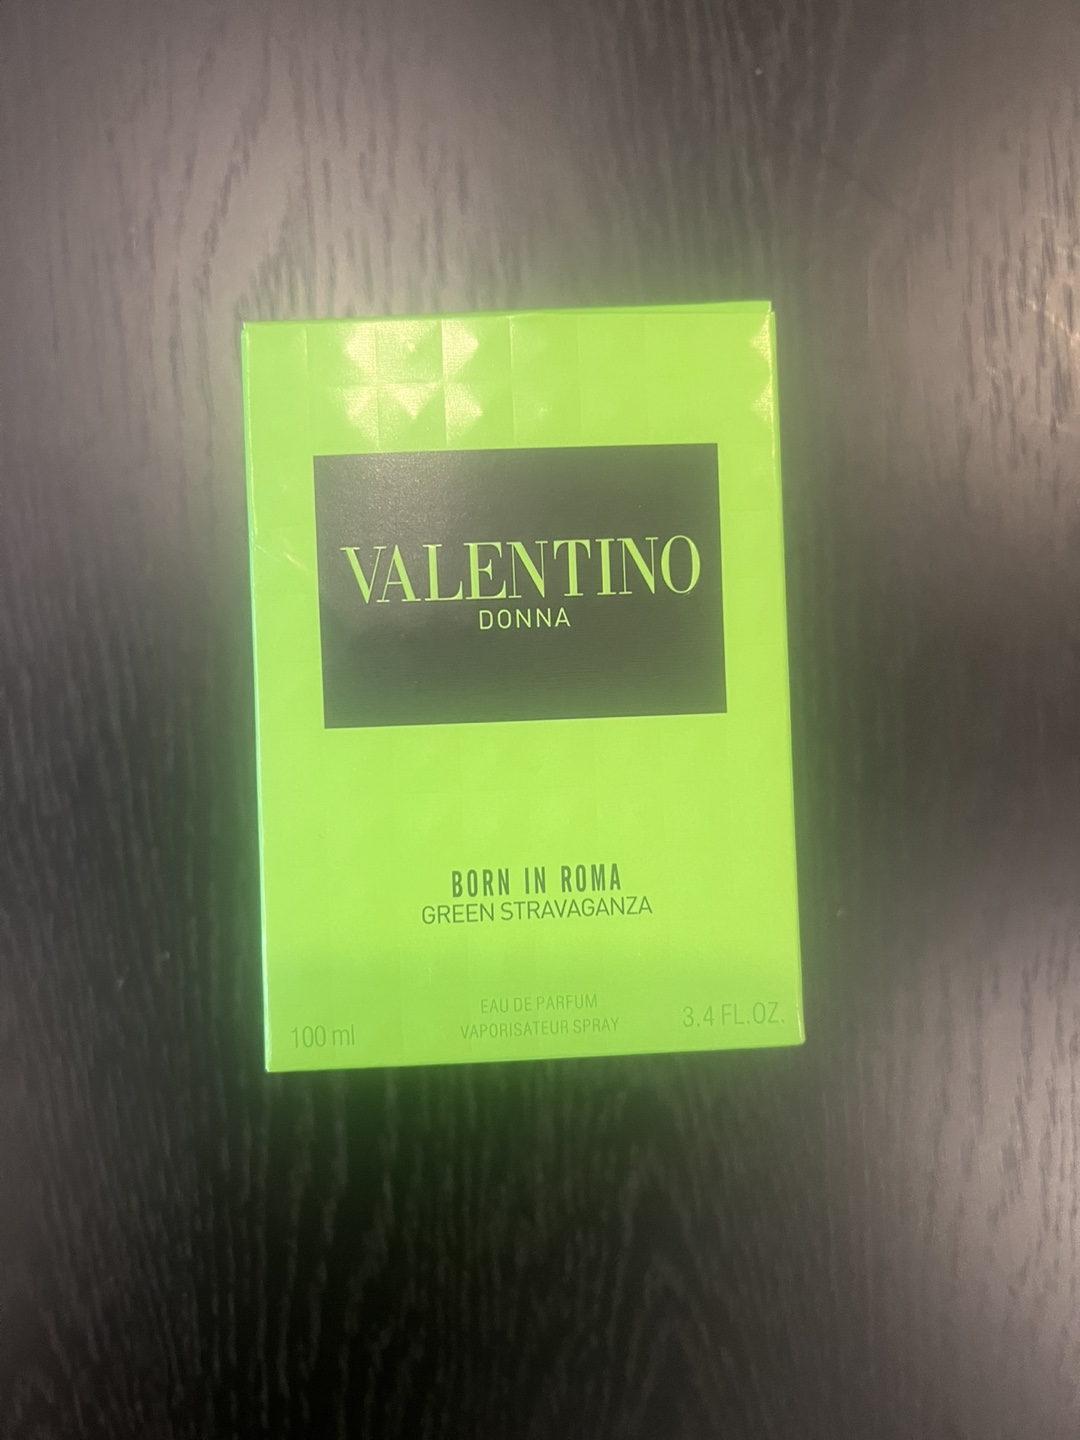 VALENTINO
DONNA
BORN IN ROMA
GREEN STRAVAGANZA
EAU DE PARFUM
VAPORISATEUR SPRAY
100 ml
3.4 FL.OZ.